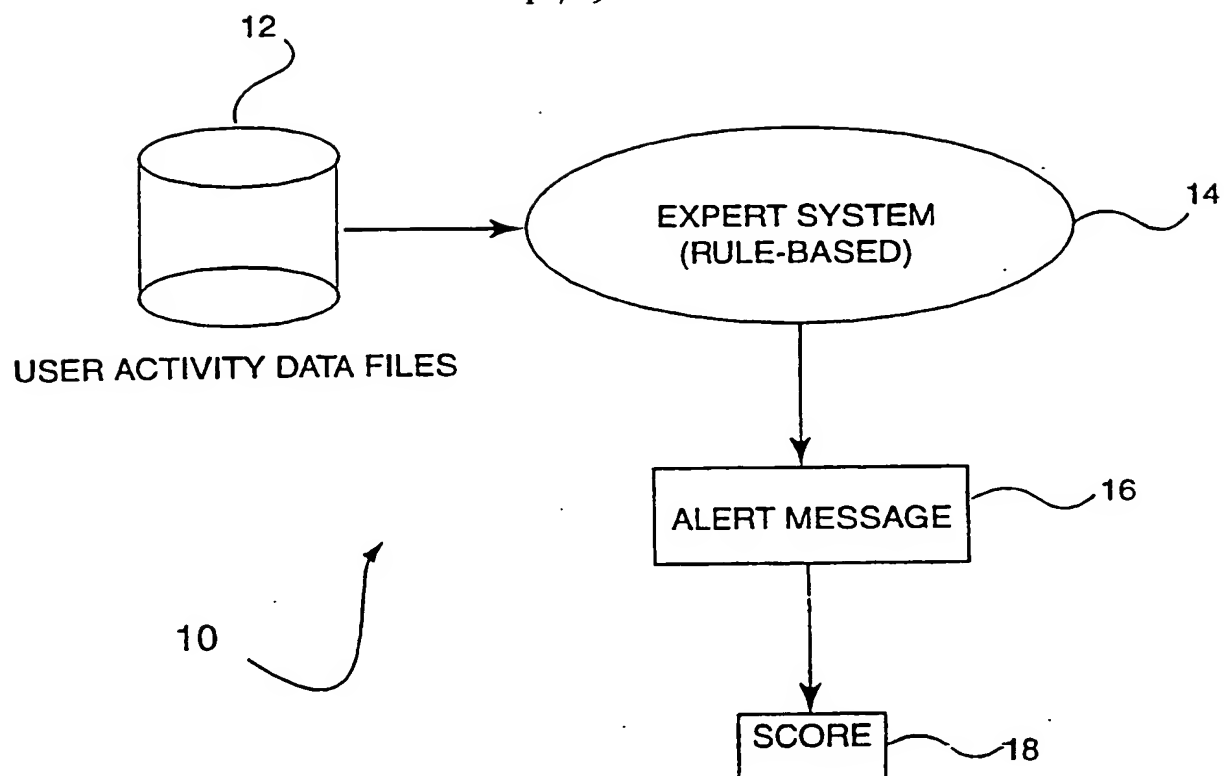 12
14
EXPERT SYSTEM
(RULE-BASED)
USER ACTIVITY DATA FILES
16
ALERT MESSAGE
10
SCORE
18